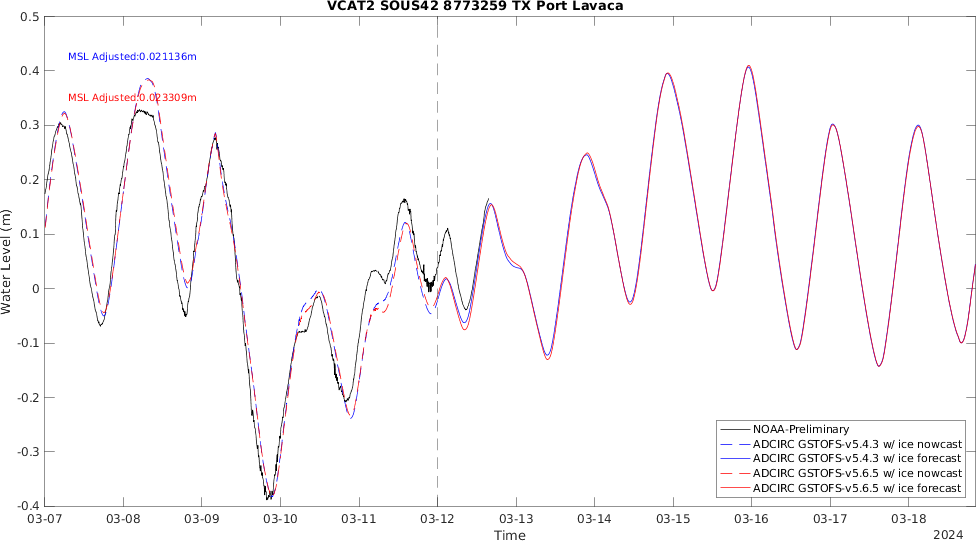 VCAT2 SOUS42 8773259 TX Port Lavaca
0.5
0.4
0.3
0.2
0.1
0
-0.1
-0.2
-0.3
-0.4
Water Level (m)
MSL Adjusted:0.021136m
MSL Adjusted:0.023309m
NOAA-Preliminary
ADCIRC GSTOFS-v5.4.3 w/ ice nowcast
ADCIRC GSTOFS-v5.4.3 w/ ice forecast
ADCIRC GSTOFS-v5.6.5 w/ ice nowcast
ADCIRC GSTOFS-v5.6.5 w/ ice forecast
03-07 03-08 03-09 03-10 03-11 03-12 03-13 03-14 03-15 03-16 03-17 03-18
Time
2024